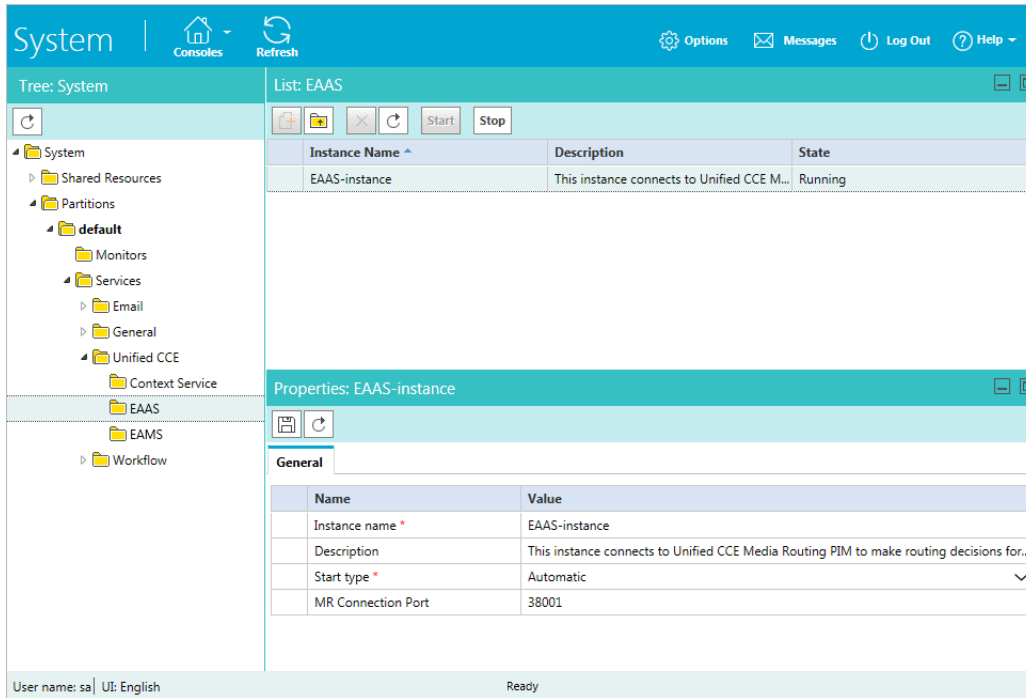 System
Consoles
Refresh
Options
Messages
Log Out
Help
Tree: System
System
Shared Resources
Partitions
default
Monitors
Services
Email
General
Unified CCE
Context Service
EAAS
EAMS
Workflow
List: EAAS
Start Stop
Instance Name Description State
EAAS-instance This instance connects to Unified CCE M... Running
Properties: EAAS-instance
General
Name Value
Instance name * EAAS-instance
Description This instance connects to Unified CCE Media Routing PIM to make routing decisions for..
Start type * Automatic
MR Connection Port 38001
User name: sa UI: English Ready